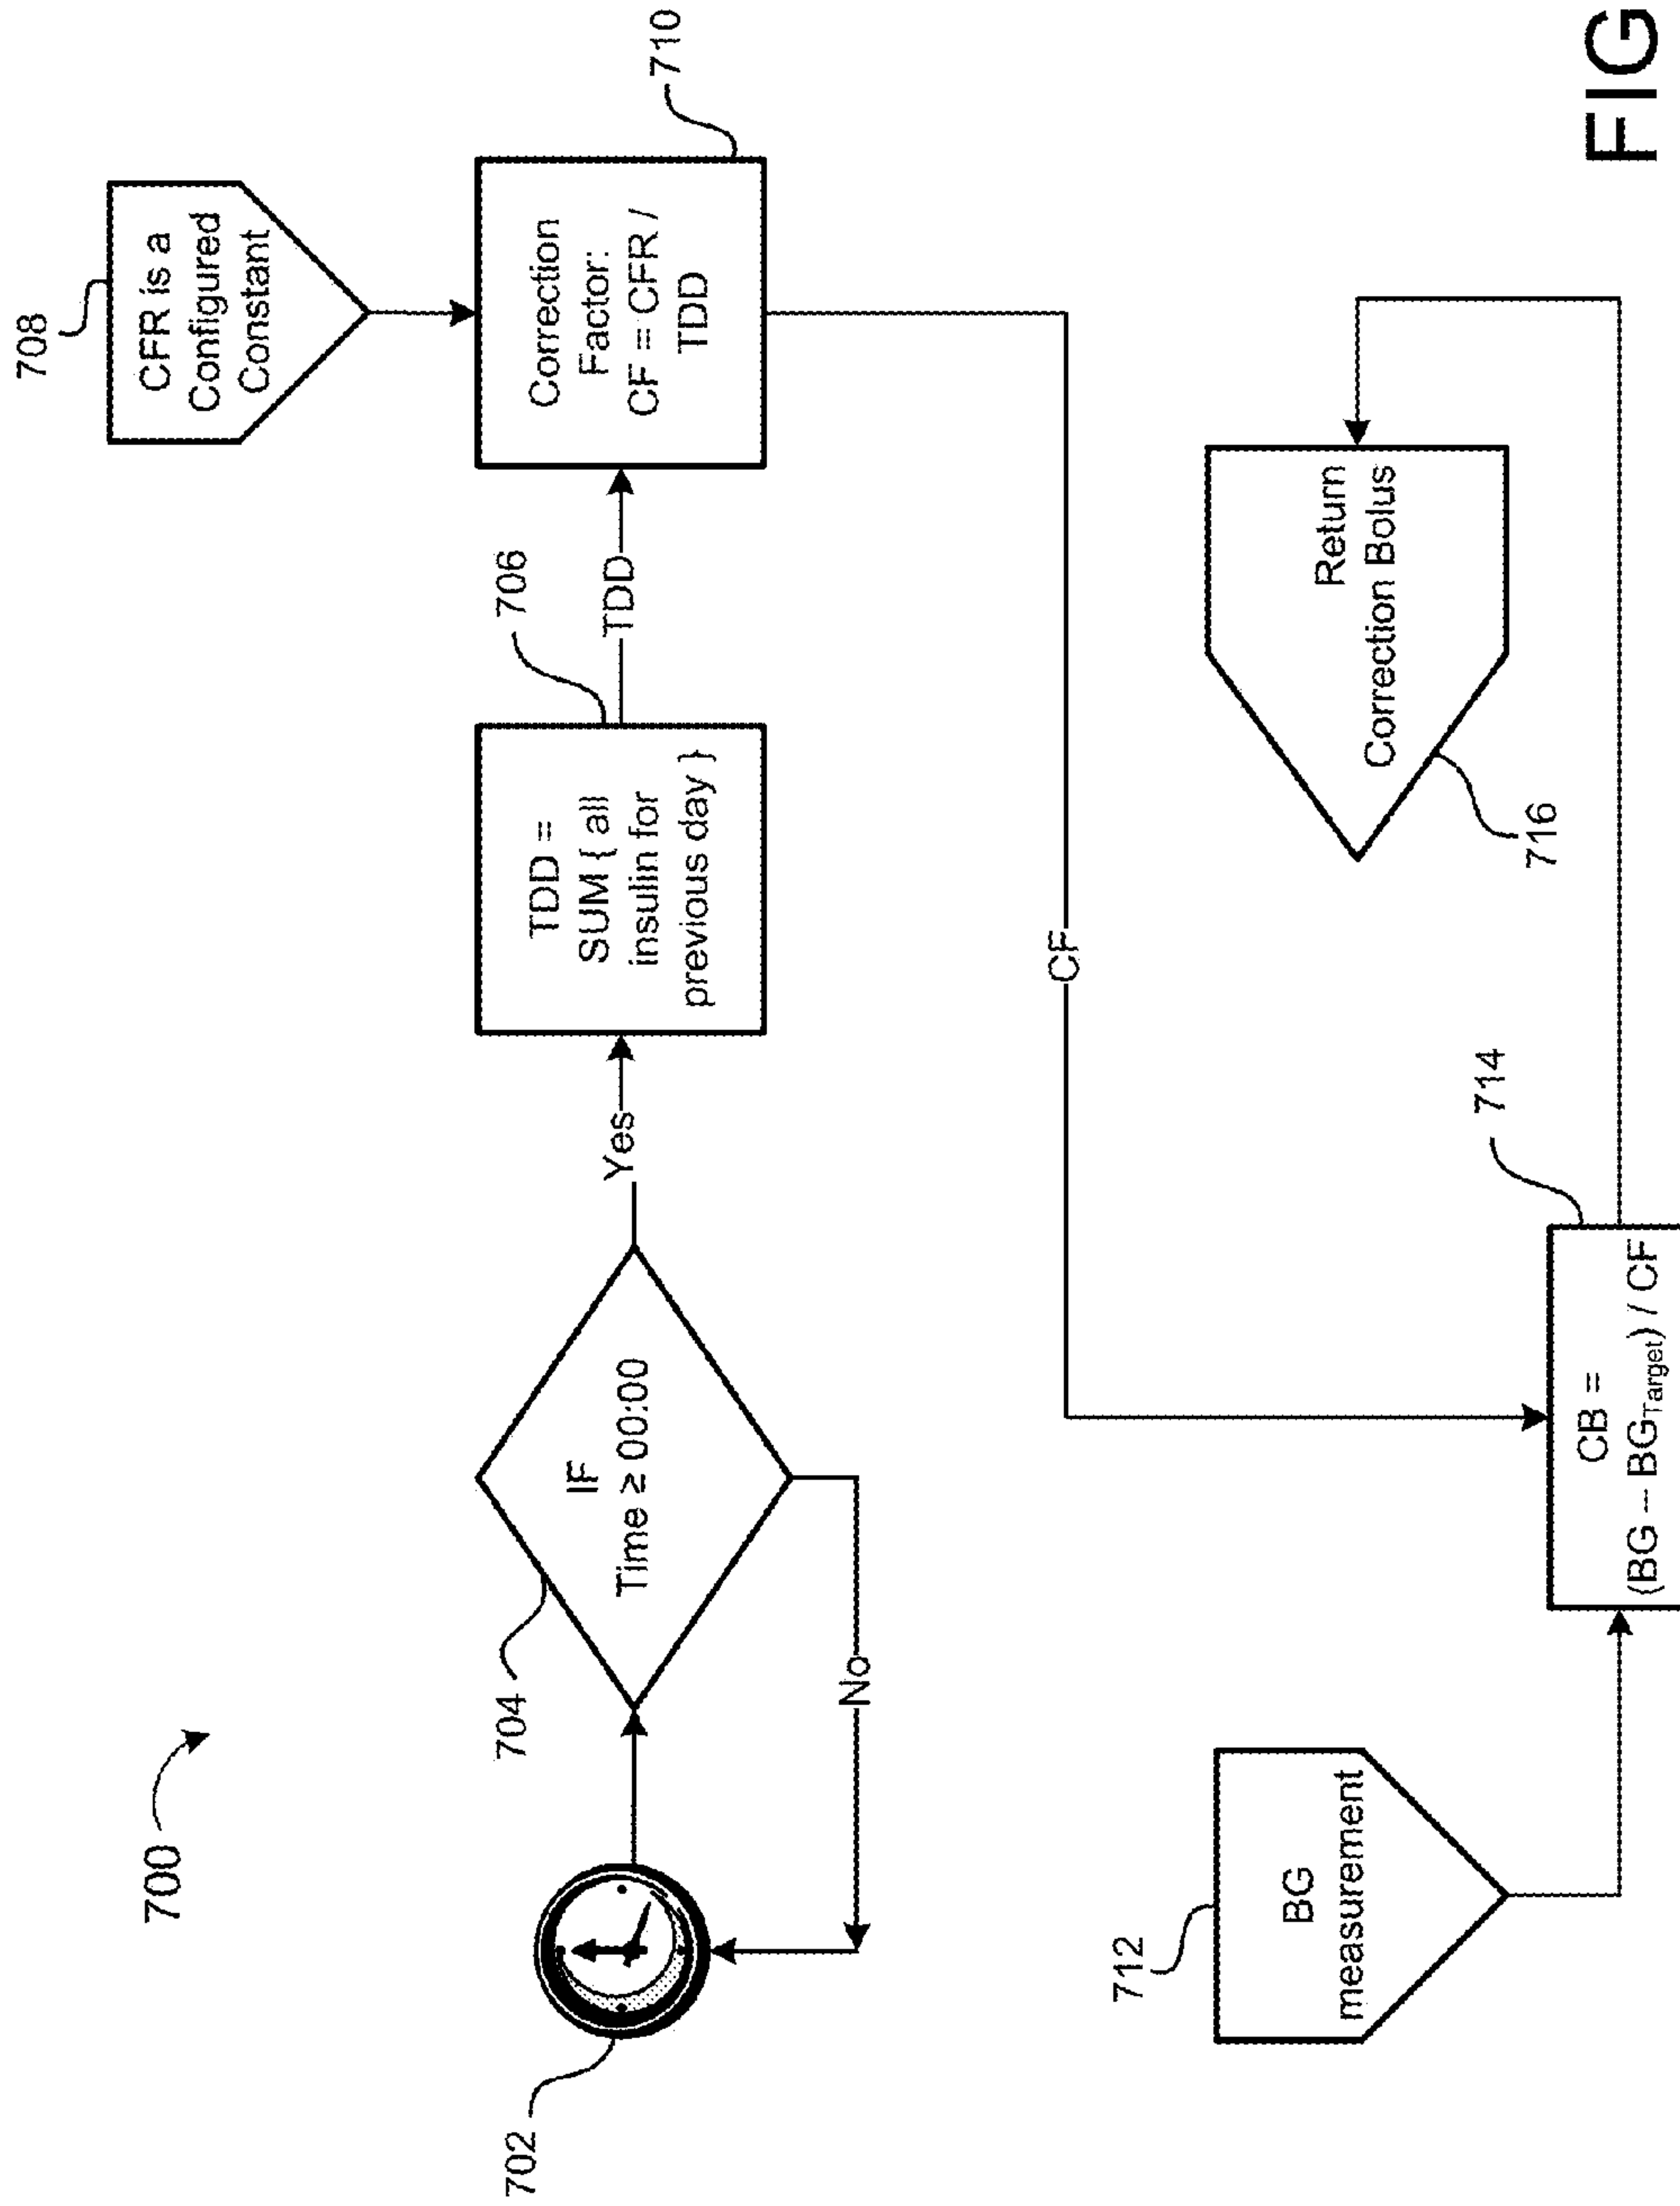 700
702
704
IF
Time ≥ 00:00
No
Yes
706
TDD =
SUM { all
insulin for
previous day }
TDD
708
CFR is a
Configured
Constant
710
Correction
Factor:
CF = CFR /
TDD
CF
712
BG
measurement
714
CB =
(BG – BGTarget) / CF
716
Return
Correction Bolus
FIG